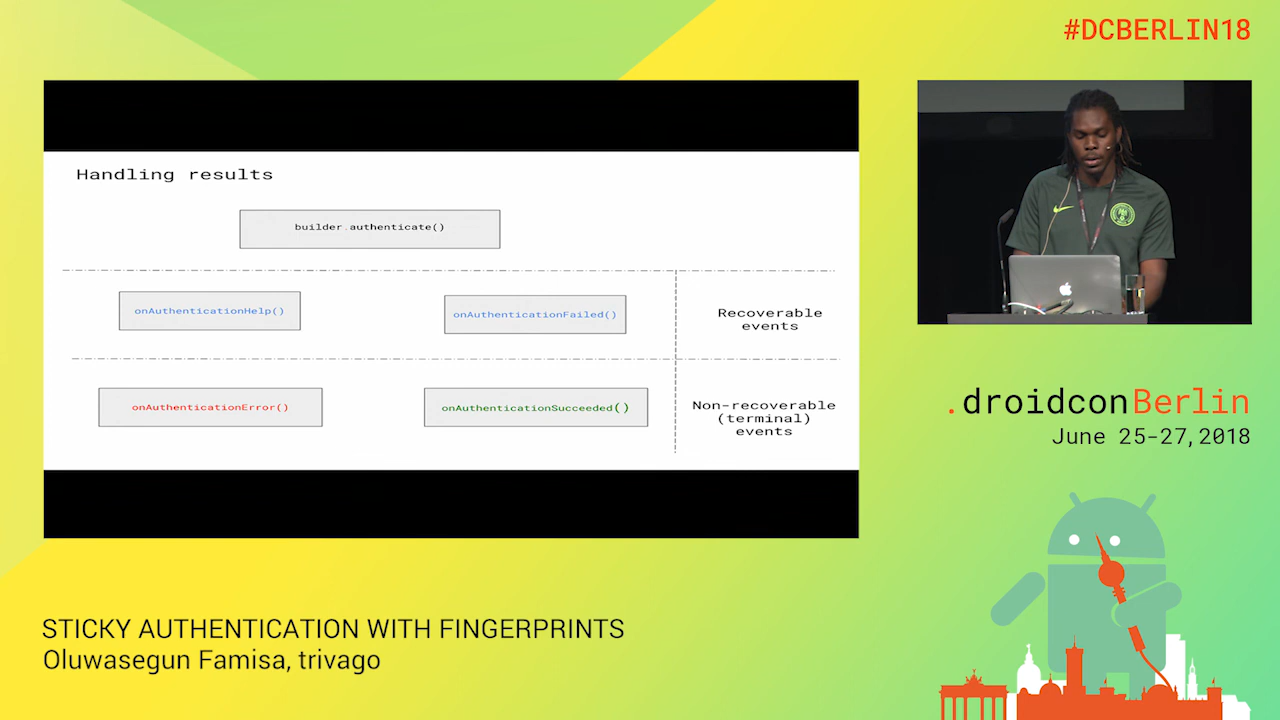 #DCBERLIN18
Handling results
builder.authenticate()
onAuthenticationHelp()
onAuthenticationFailed()
Recoverable
events
onAuthenticationError()
onAuthenticationSucceeded()
Non-recoverable
(terminal)
events
.droidconBerlin
June 25-27,2018
STICKY AUTHENTICATION WITH FINGERPRINTS
Oluwasegun Famisa, trivago